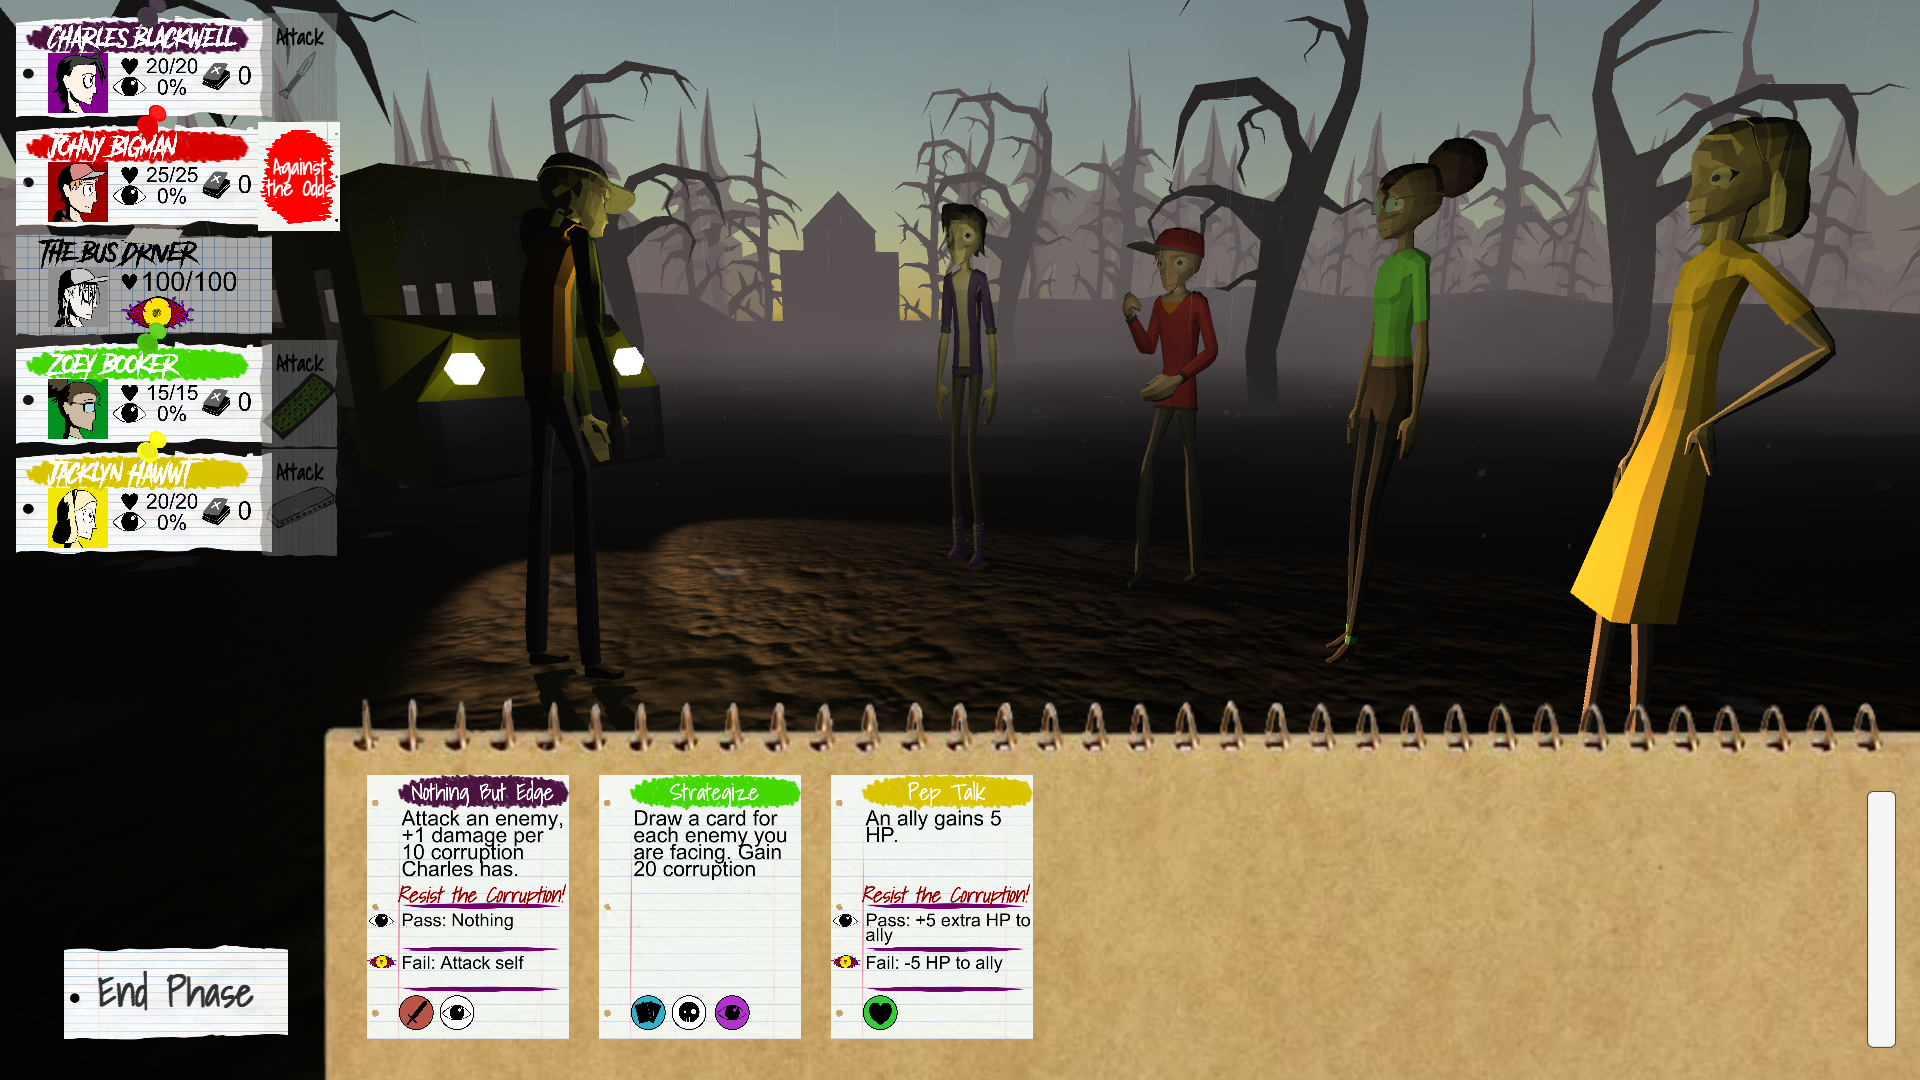 CHARLES BLACKWELL
Attack
20/20
0%
0
JOHNY BIGMAN
25/25
0%
0
Against
the Odds
THE BUS DRIVER
100/100
ZOEY BOOKER
Attack
15/15
0%
0
JACKLYN HAWWT
Attack
20/20
0%
0
Nothing But Edge
Attack an enemy,
+1 damage per
10 corruption
Charles has.
Resist the Corruption!
Pass: Nothing
Fail: Attack self
Strategize
Draw a card for
each enemy you
are facing. Gain
20 corruption
Pep Talk
An ally gains 5
HP.
Resist the Corruption!
Pass: +5 extra HP to
ally
Fail: -5 HP to ally
End Phase